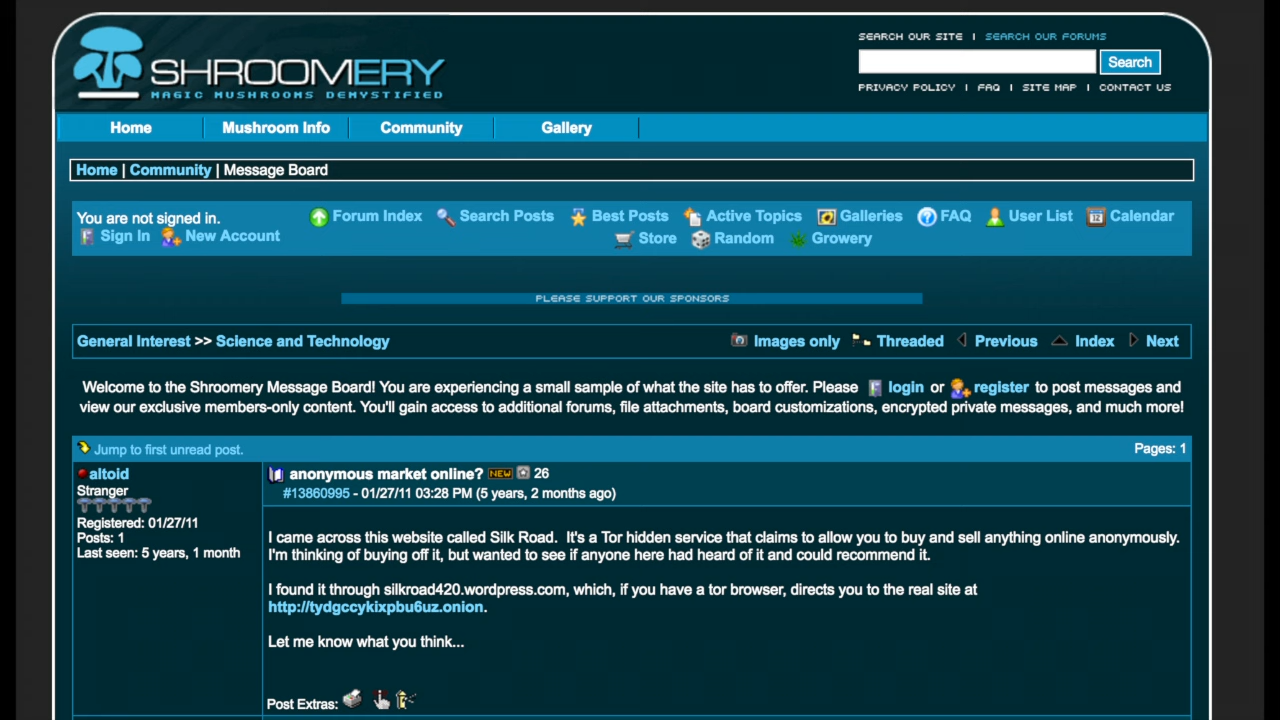 SHROOMERY
MAGIC MUSHROOMS DEMYSTIFIED
SEARCH OUR SITE | SEARCH OUR FORUMS
Search
PRIVACY POLICY | FAQ | SITE MAP | CONTACT US
Home Mushroom Info Community Gallery
Home | Community | Message Board
You are not signed in.
Sign In New Account
Forum Index Search Posts Best Posts Active Topics Galleries FAQ User List Calendar
Store Random Growery
PLEASE SUPPORT OUR SPONSORS
General Interest >> Science and Technology Images only Threaded Previous Index Next
Welcome to the Shroomery Message Board! You are experiencing a small sample of what the site has to offer. Please login or register to post messages and
view our exclusive members-only content. You'll gain access to additional forums, file attachments, board customizations, encrypted private messages, and much more!
Jump to first unread post. Pages: 1
altoid
Stranger
Registered: 01/27/11
Posts: 1
Last seen: 5 years, 1 month
anonymous market online? NEW 26
#13860995 - 01/27/11 03:28 PM (5 years, 2 months ago)
I came across this website called Silk Road. It's a Tor hidden service that claims to allow you to buy and sell anything online anonymously.
I'm thinking of buying off it, but wanted to see if anyone here had heard of it and could recommend it.
I found it through silkroad420.wordpress.com, which, if you have a tor browser, directs you to the real site at
http://tydgccykixpbu6uz.onion.
Let me know what you think...
Post Extras: